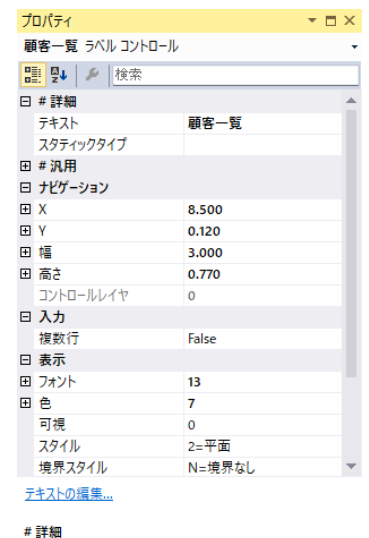 プロパティ
顧客一覧 ラベル コントロール
検索
# 詳細
テキスト 顧客一覧
スタティックタイプ
# 汎用
ナビゲーション
X 8.500
Y 0.120
幅 3.000
高さ 0.770
コントロールレイヤ 0
入力
複数行 False
表示
フォント 13
色 7
可視 0
スタイル 2=平面
境界スタイル N=境界なし
テキストの編集...
# 詳細